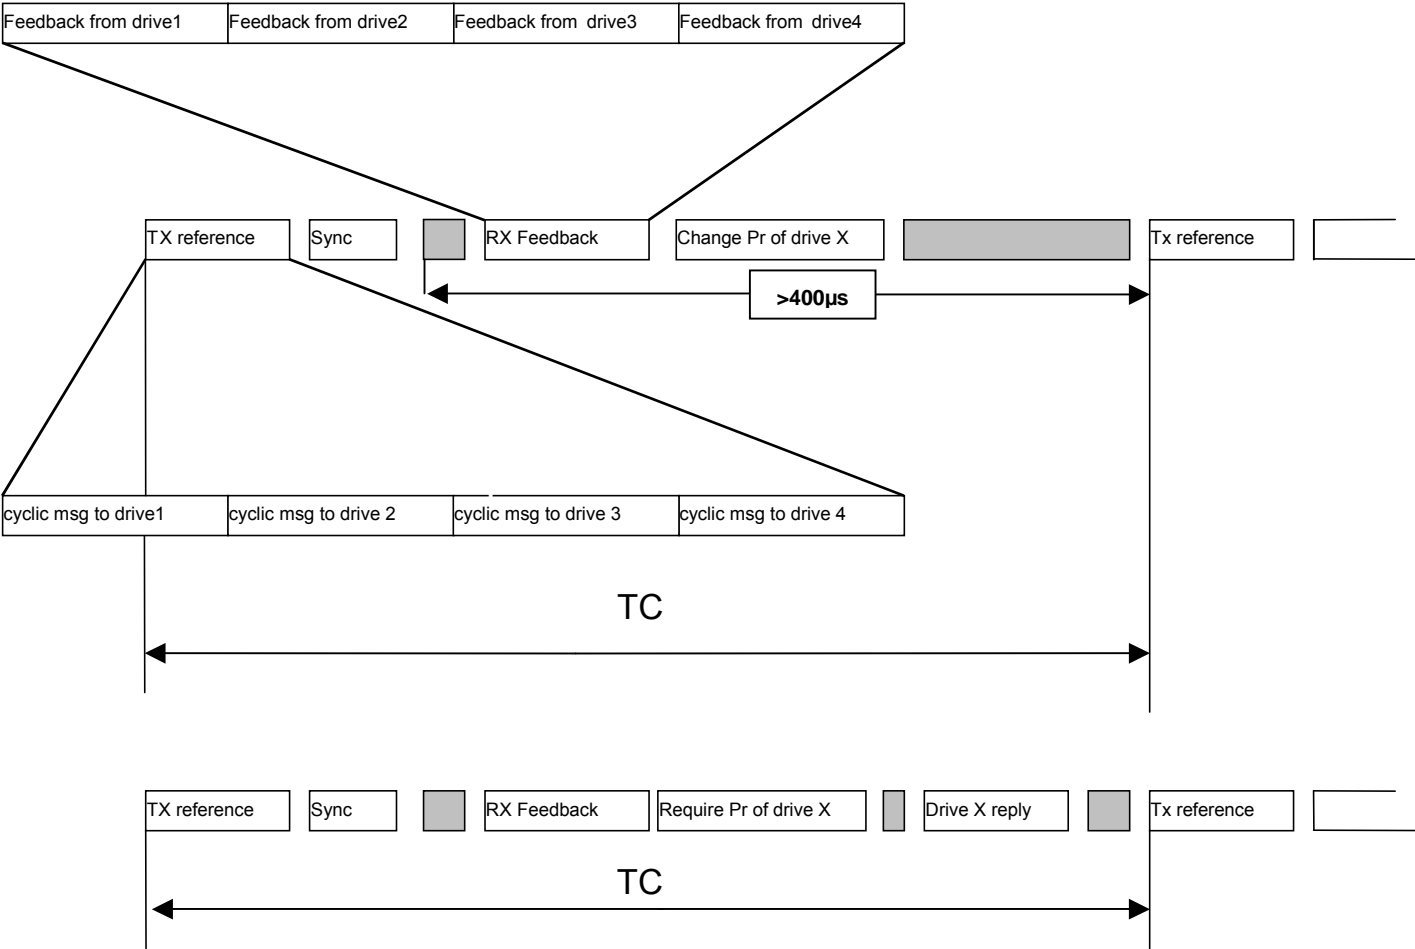 Feedback from drive1 Feedback from drive2 Feedback from drive3 Feedback from drive4
TX reference Sync RX Feedback Change Pr of drive X Tx reference
>400µs
cyclic msg to drive1 cyclic msg to drive 2 cyclic msg to drive 3 cyclic msg to drive 4
TC
TX reference Sync RX Feedback Require Pr of drive X Drive X reply Tx reference
TC